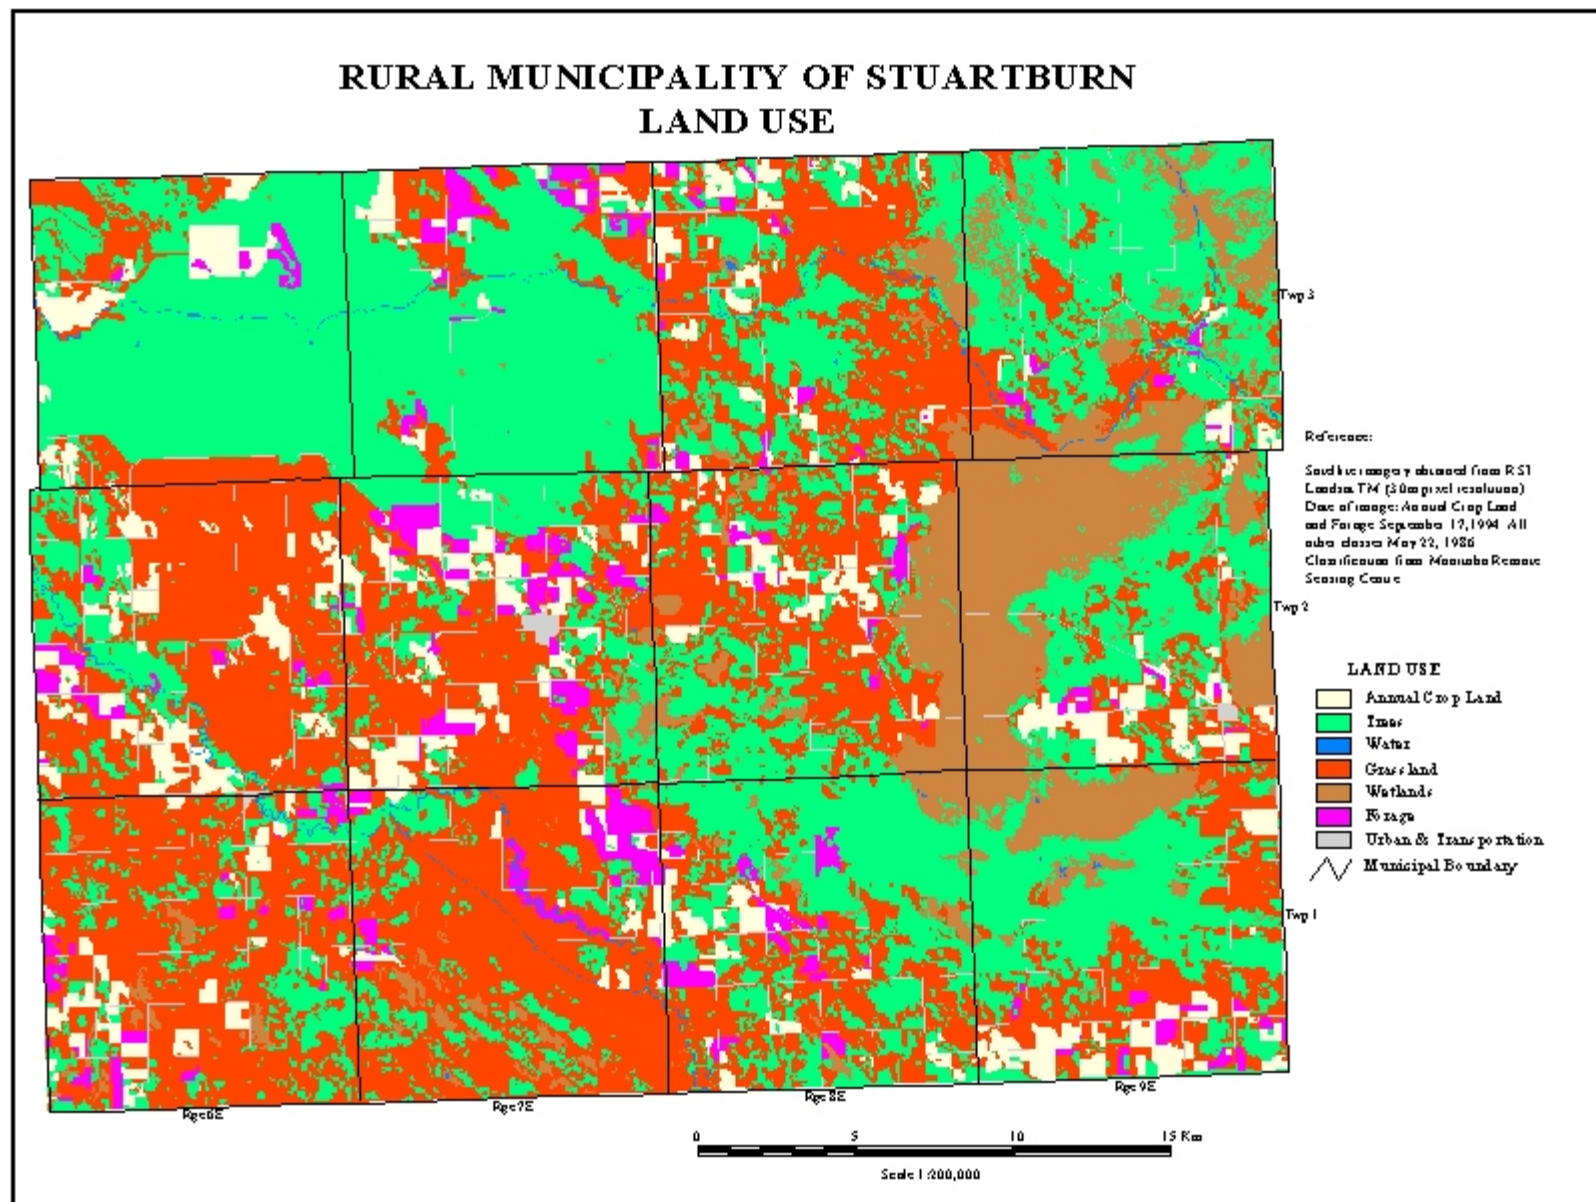 RURAL MUNICIPALITY OF STUARTBURN
LAND USE
Twp 3
Reference:
Satellite imagery obtained from RSI
Landsat TM (30m pixel resolution)
Date of image: Annual Crop Land
and Forage September 17, 1994 All
other classes May 22, 1986
Classification from Manitoba Remote
Sensing Centre
Twp 2
LAND USE
Annual Crop Land
Trees
Water
Grassland
Wetlands
Forage
Urban & Transportation
Municipal Boundary
Twp 1
Rge 6E
Rge 7E
Rge 8E
Rge 9E
0 5 10 15 Km
Scale 1:200,000